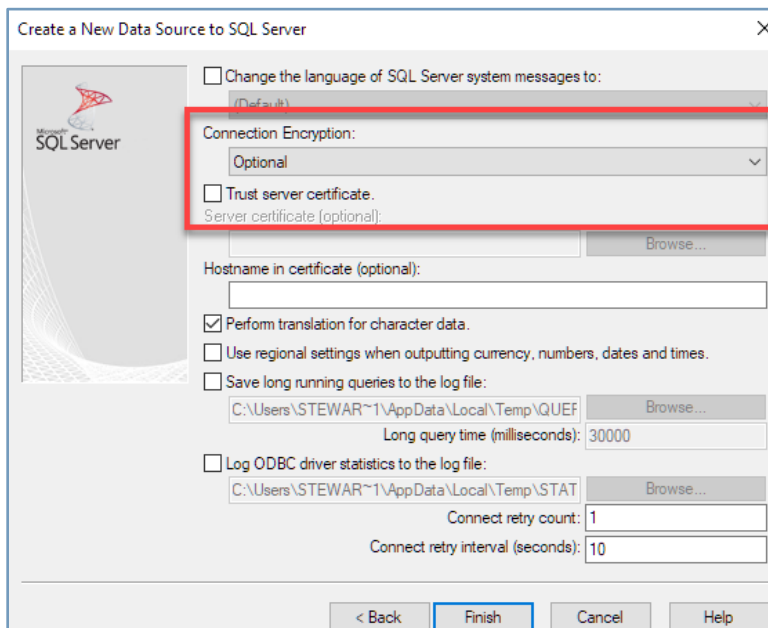 Create a New Data Source to SQL Server
Microsoft
SQL Server
Change the language of SQL Server system messages to:
(Default)
Connection Encryption:
Optional
Trust server certificate.
Server certificate (optional):
Browse...
Hostname in certificate (optional):
Perform translation for character data.
Use regional settings when outputting currency, numbers, dates and times.
Save long running queries to the log file:
C:\Users\STEWAR~1\AppData\Local\Temp\QUER Browse...
Long query time (milliseconds): 30000
Log ODBC driver statistics to the log file:
C:\Users\STEWAR~1\AppData\Local\Temp\STAT Browse...
Connect retry count: 1
Connect retry interval (seconds): 10
< Back Finish Cancel Help